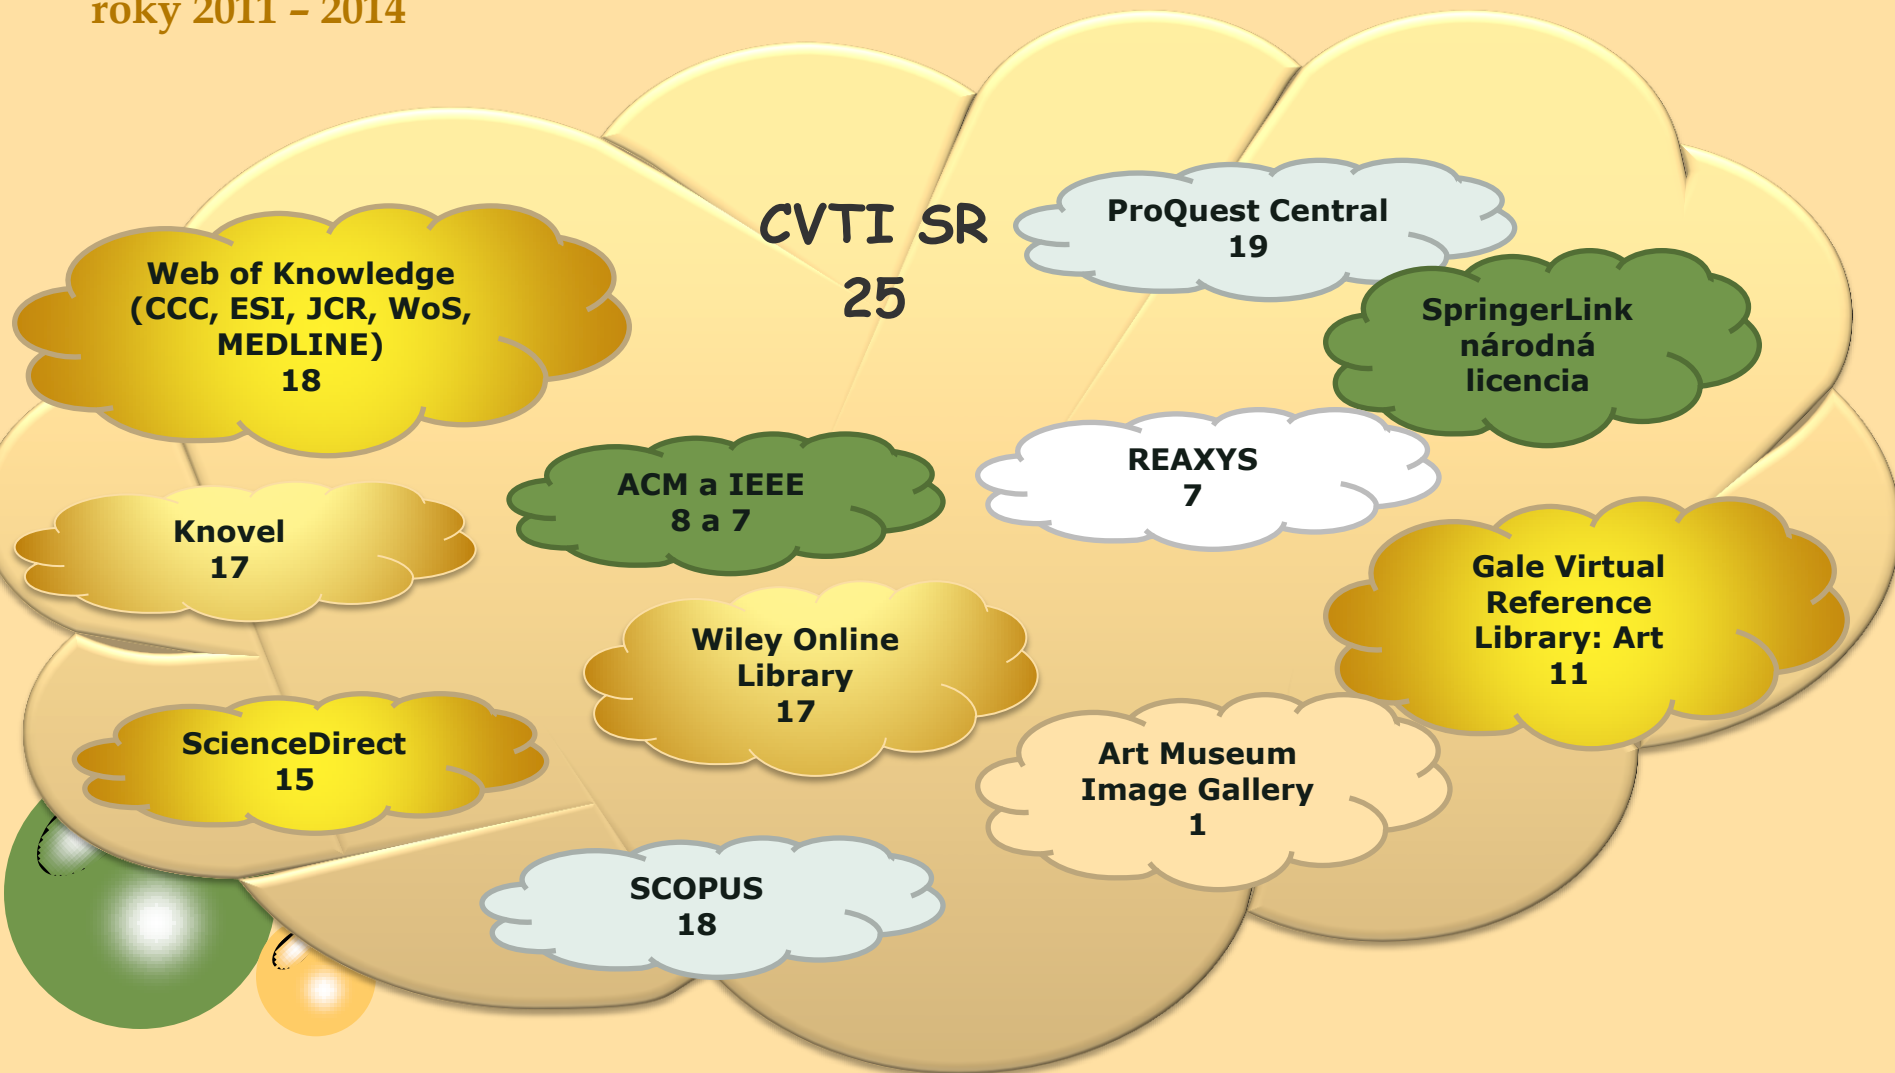 roky 2011 – 2014
CVTI SR
25
ProQuest Central
19
Web of Knowledge
(CCC, ESI, JCR, WoS,
MEDLINE)
18
SpringerLink
národná
licencia
ACM a IEEE
8 a 7
REAXYS
7
Knovel
17
Gale Virtual
Reference
Library: Art
11
Wiley Online
Library
17
ScienceDirect
15
Art Museum
Image Gallery
1
SCOPUS
18